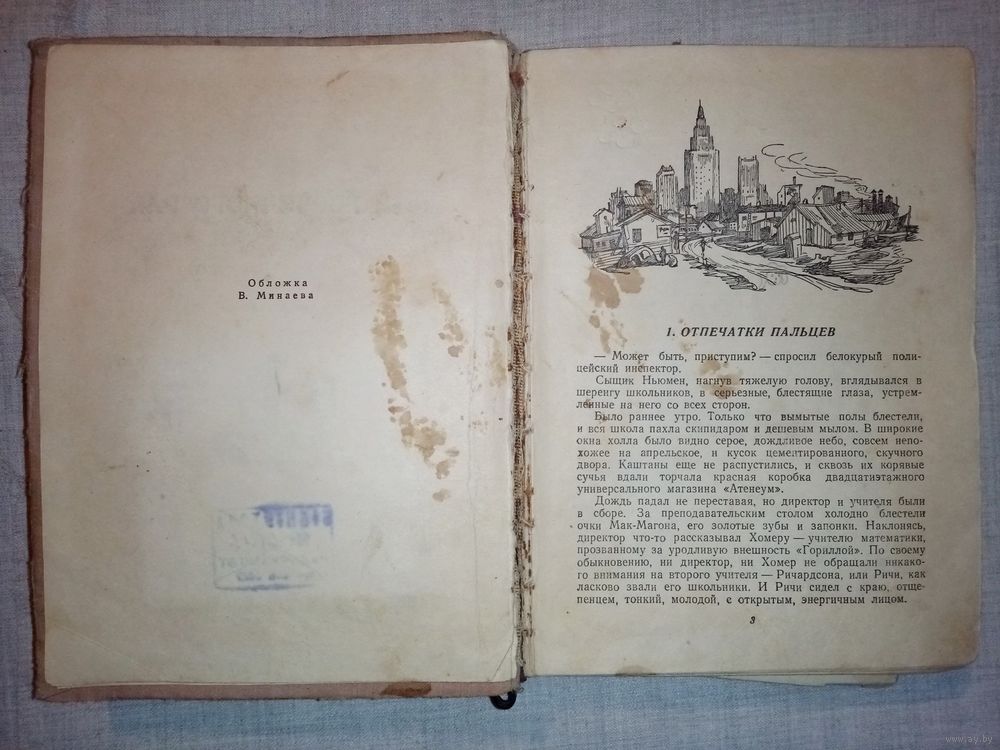 Обложка
В. Минаева
1. ОТПЕЧАТКИ ПАЛЬЦЕВ
— Может быть, приступим? — спросил белокурый поли-
цейский инспектор.
Сыщик Ньюмен, нагнув тяжелую голову, вглядывался в
шеренгу школьников, в серьезные, блестящие глаза, устрем-
ленные на него со всех сторон.
Было раннее утро. Только что вымытые полы блестели,
и вся школа пахла скипидаром и дешевым мылом. В широкие
окна холла было видно серое, дождливое небо, совсем непо-
хожее на апрельское, и кусок цементированного, скучного
двора. Каштаны еще не распустились, и сквозь их корявые
сучья вдали торчала красная коробка двадцатиэтажного
универсального магазина «Атенеум».
Дождь падал не переставая, но директор и учителя были
в сборе. За преподавательским столом холодно блестели
очки Мак-Магона, его золотые зубы и запонки. Наклонясь,
директор что-то рассказывал Хомеру — учителю математики,
прозванному за уродливую внешность «Гориллой». По своему
обыкновению, ни директор, ни Хомер не обращали никако-
го внимания на второго учителя — Ричардсона, или Ричи, как
ласково звали его школьники. И Ричи сидел с краю, отще-
пенцем, тонкий, молодой, с открытым, энергичным лицом.
3
www.ay.by